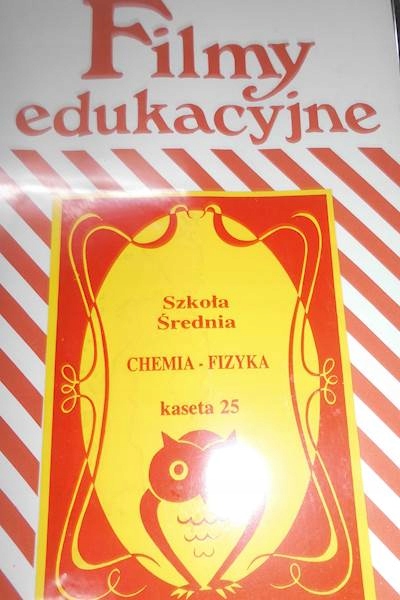 Filmy
edukacyjne
Szkoła
Średnia
CHEMIA - FIZYKA
kaseta 25